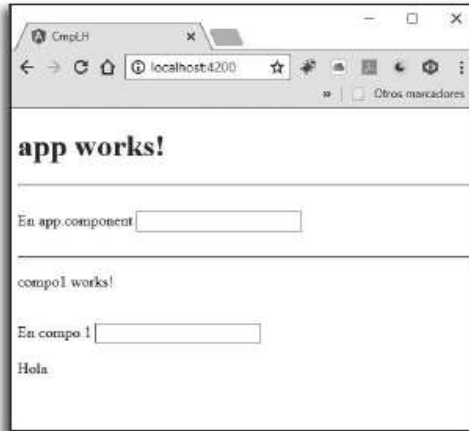 CmpLH
localhost:4200
Otros marcadores
app works!
En app.component
compo1 works!
En compo 1
Hola